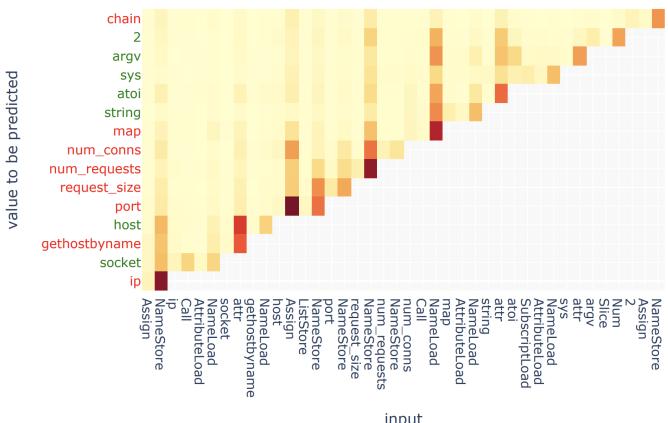 value to be predicted
chain
2
argv
sys
atoi
string
map
num_conns
num_requests
request_size
port
host
gethostbyname
socket
ip
Assign
NameStore
ip
Call
AttributeLoad
NameLoad
socket
attr
gethostbyname
NameLoad
host
Assign
ListStore
NameStore
port
NameStore
request_size
NameStore
num_requests
NameStore
num_conns
Call
NameLoad
map
AttributeLoad
NameLoad
string
attr
atoi
SubscriptLoad
AttributeLoad
NameLoad
sys
attr
argv
Slice
Num
2
Assign
NameStore
input